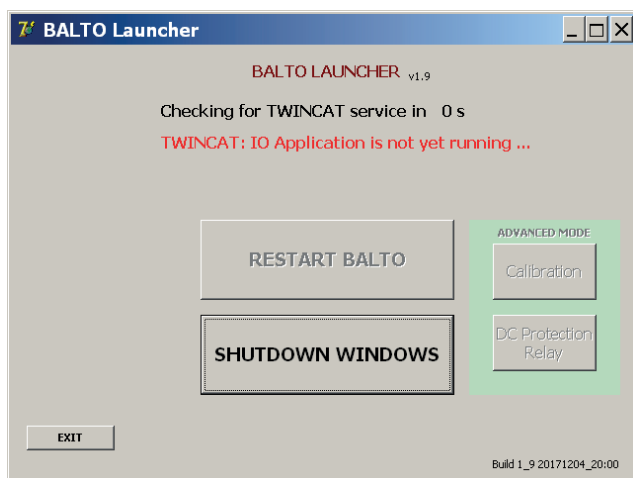 BALTO Launcher
BALTO LAUNCHER v1.9
Checking for TWINCAT service in 0 s
TWINCAT: IO Application is not yet running ...
RESTART BALTO
ADVANCED MODE
Calibration
SHUTDOWN WINDOWS
DC Protection
Relay
EXIT
Build 1_9 20171204_20:00